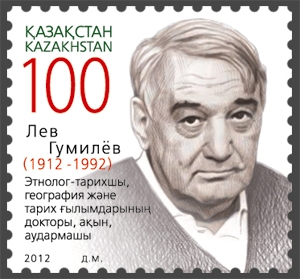 ҚАЗАҚСТАН
KAZAKHSTAN
100
Лев
Гумилёв
(1912 -1992)
Этнолог-тарихшы,
география және
тарих ғылымдарының
докторы, ақын,
аудармашы
2012 д.м.